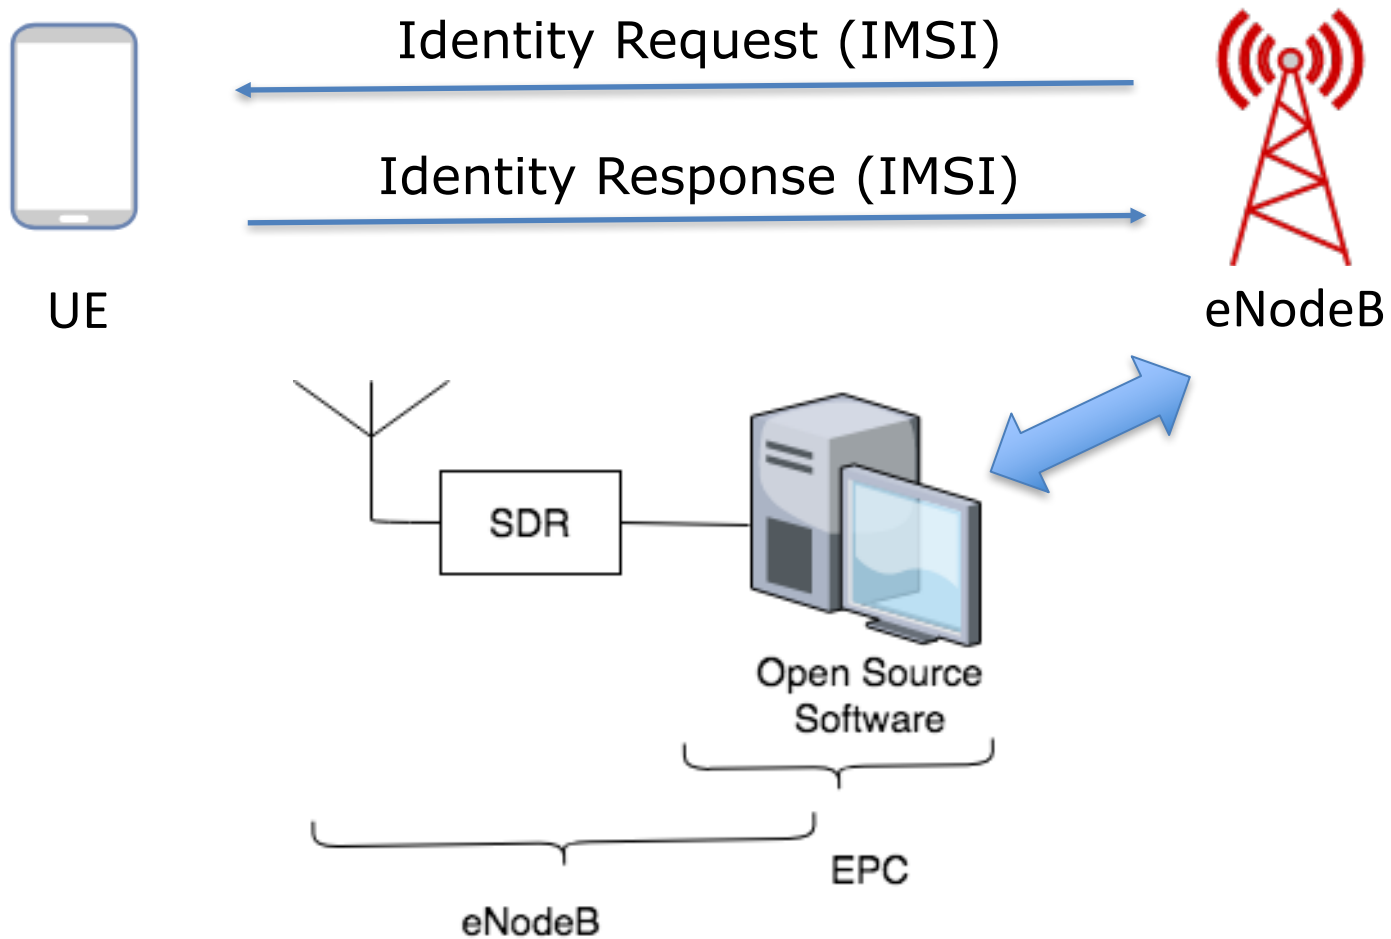 Identity Request (IMSI)
Identity Response (IMSI)
UE
eNodeB
SDR
Open Source
Software
EPC
eNodeB